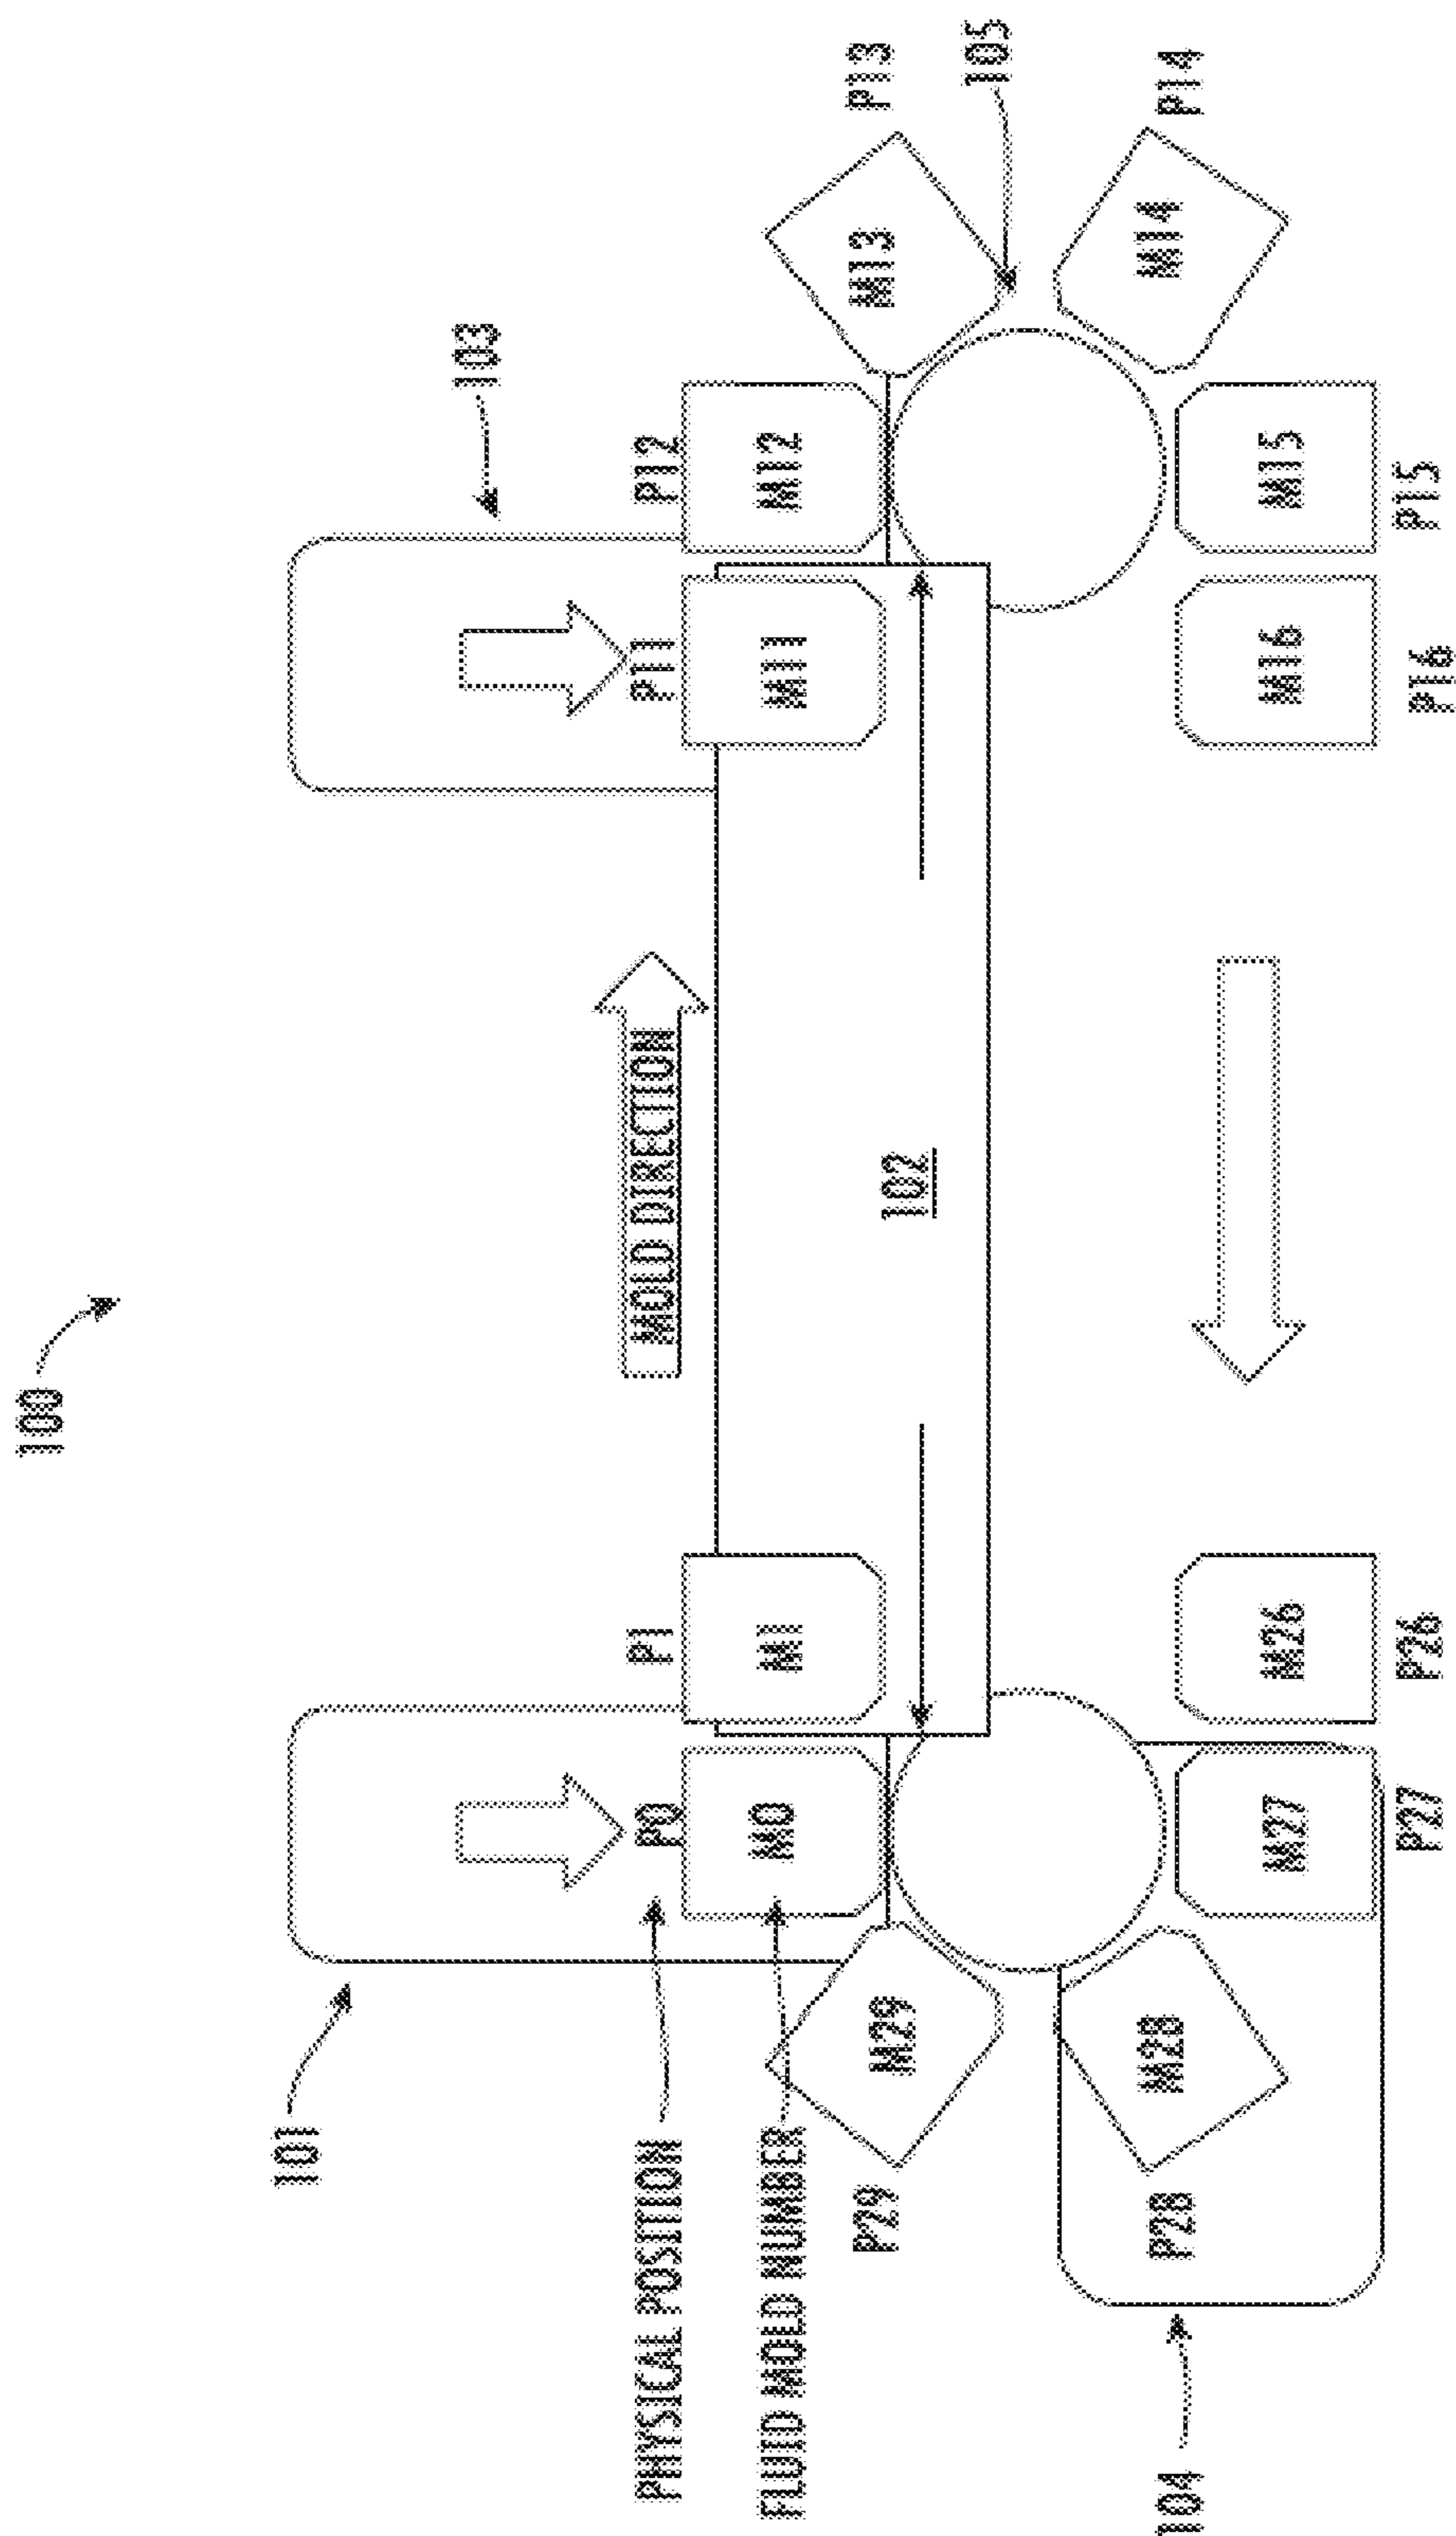 100
101
103
105
P13
P14
P12
P11
P1
P0
PHYSICAL POSITION
FLUID MOLD NUMBER
MOLD DIRECTION
M0
M1
M11
M12
M13
M14
M29
P29
102
M28
P28
M27
M26
M16
M15
P27
P26
P16
P15
104